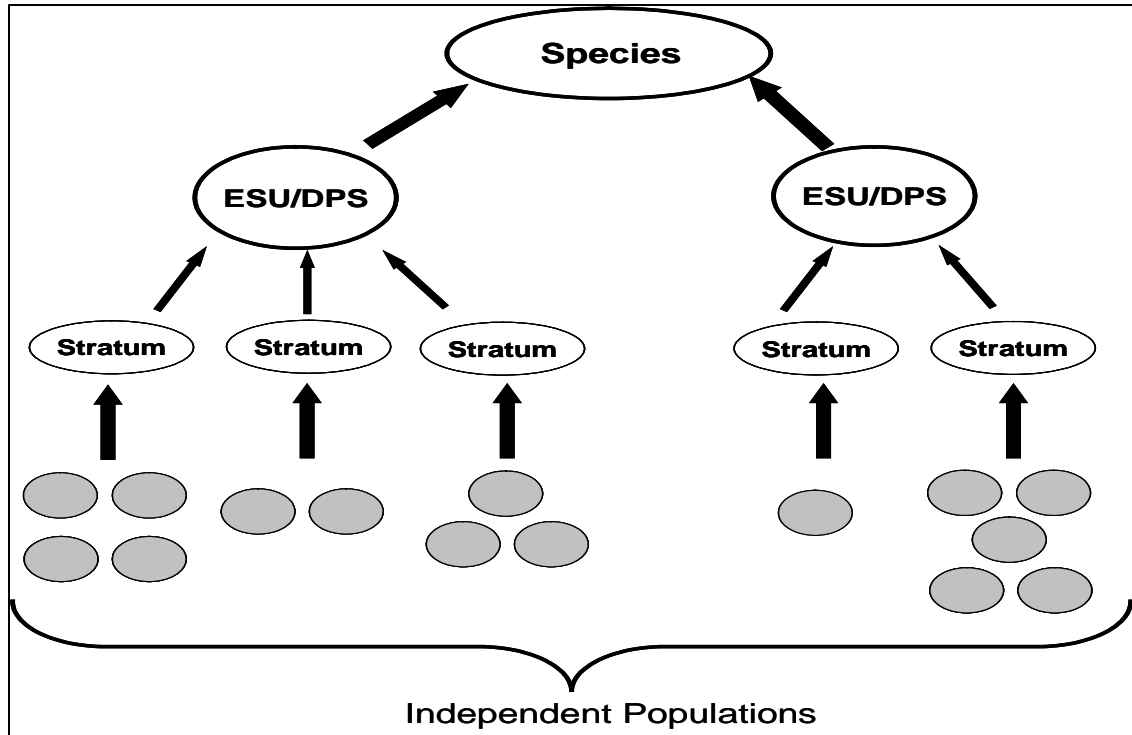 Species
ESU/DPS
ESU/DPS
Stratum
Stratum
Stratum
Stratum
Stratum
Independent Populations